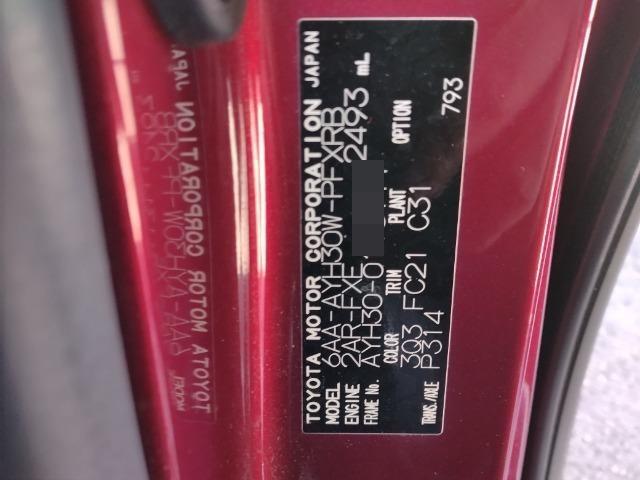 TOYOTA MOTOR CORPORATION JAPAN
MODEL 6AA-AYH30W-PFXRB
ENGINE 2AR-FXE 2493 mL
FRAME No. AYH30-0
COLOR TRIM PLANT OPTION
3Q3 FC21 C31
TRANS./AXLE P314 793